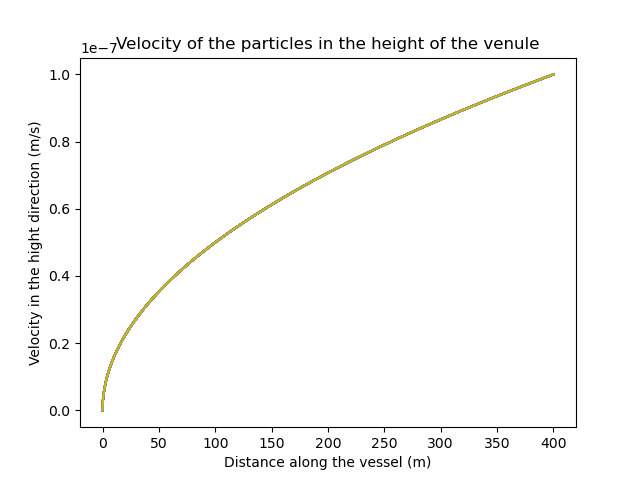 Velocity of the particles in the height of the venule
1e−7
1.0
0.8
0.6
0.4
0.2
0.0
Velocity in the hight direction (m/s)
0 50 100 150 200 250 300 350 400
Distance along the vessel (m)